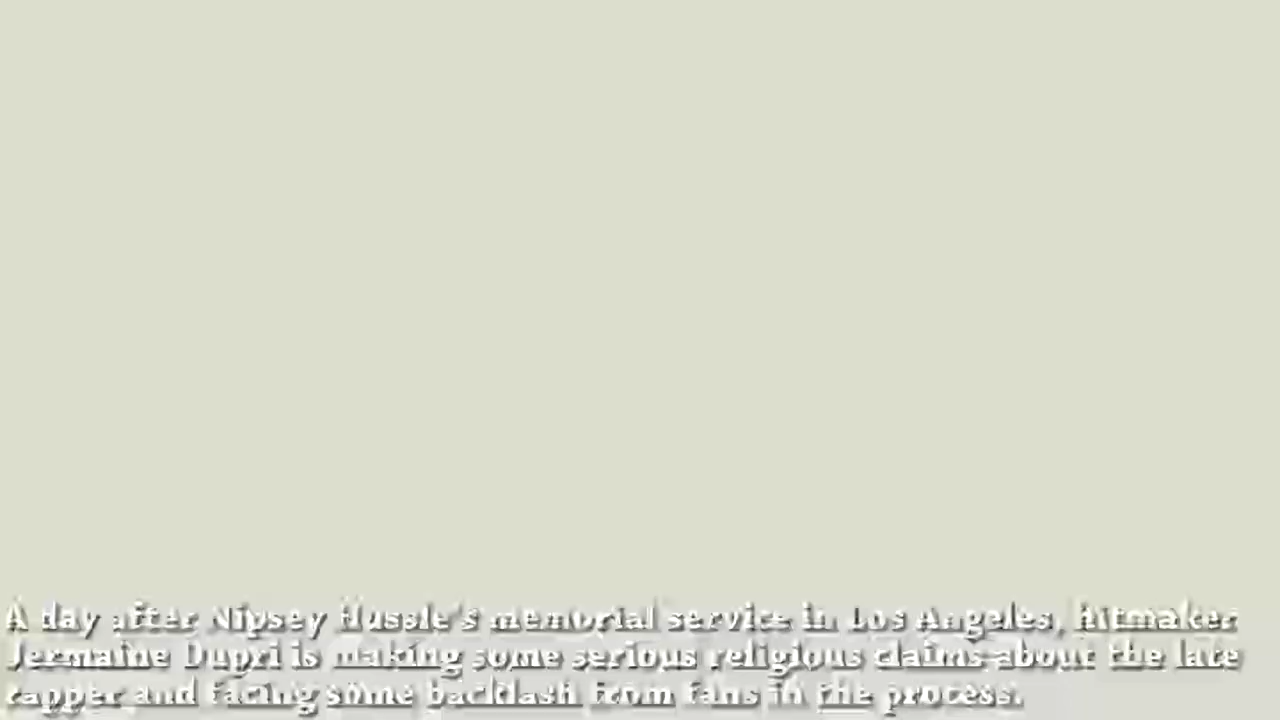 A day after Nipsey Hussle's memorial service in Los Angeles, hitmaker
Jermaine Dupri is making some serious religious claims about the late
rapper and facing some backlash from fans in the process.